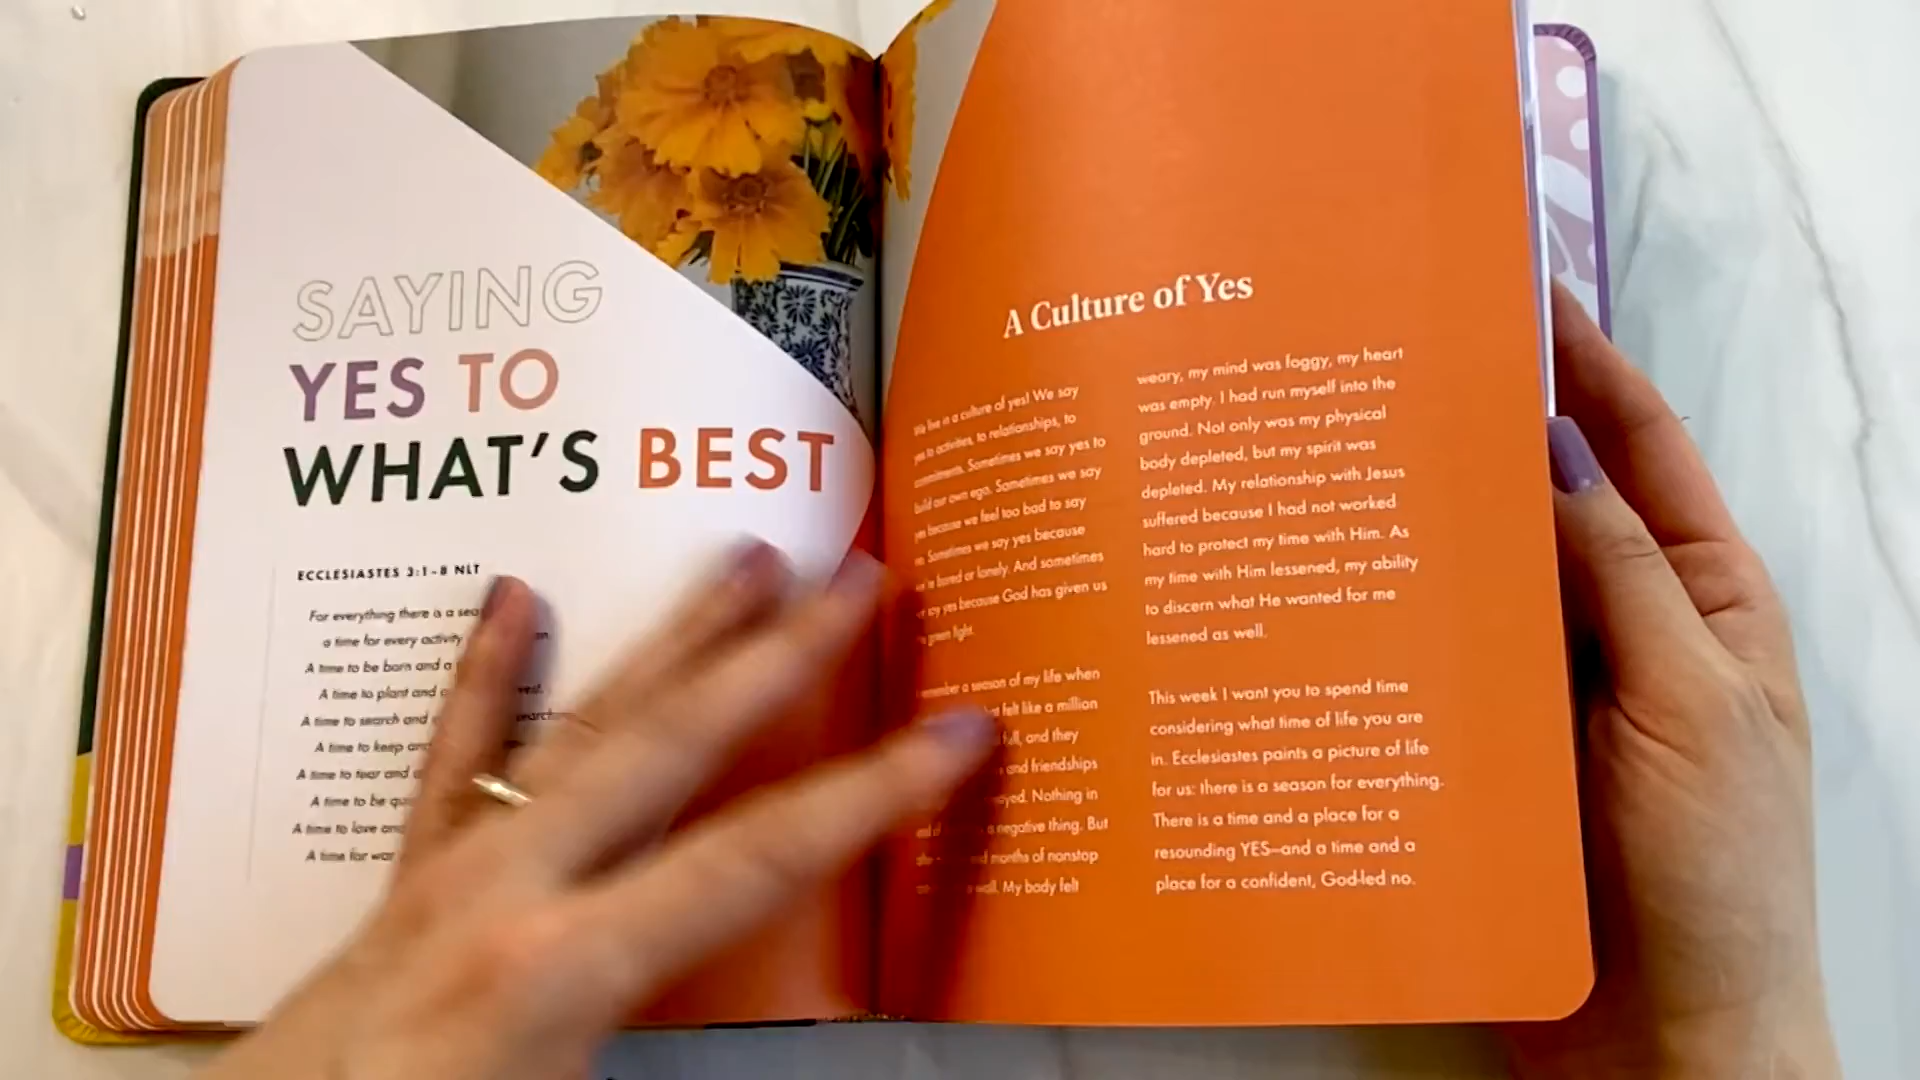 SAYING
YES TO
WHAT'S BEST
ECCLESIASTES 3:1–8 NLT
For everything there is a
a time for every activity
A time to be born and a
A time to plant and
A time to search and
A time to keep
A time to tear and
A time to be
A time to love
A time for war
A Culture of Yes
We live in a culture of yes! We say
yes to activities, to relationships, to
commitments. Sometimes we say yes to
build our own ego. Sometimes we say
yes because we feel too bad to say
no. Sometimes we say yes because
we're bored or lonely. And sometimes
we say yes because God has given us
green light.
remember a season of my life when
felt like a million
full, and they
and friendships
Nothing in
a negative thing. But
months of nonstop
wall. My body felt
weary, my mind was foggy, my heart
was empty. I had run myself into the
ground. Not only was my physical
body depleted, but my spirit was
depleted. My relationship with Jesus
suffered because I had not worked
hard to protect my time with Him. As
my time with Him lessened, my ability
to discern what He wanted for me
lessened as well.
This week I want you to spend time
considering what time of life you are
in. Ecclesiastes paints a picture of life
for us: there is a season for everything.
There is a time and a place for a
resounding YES—and a time and a
place for a confident, God-led no.